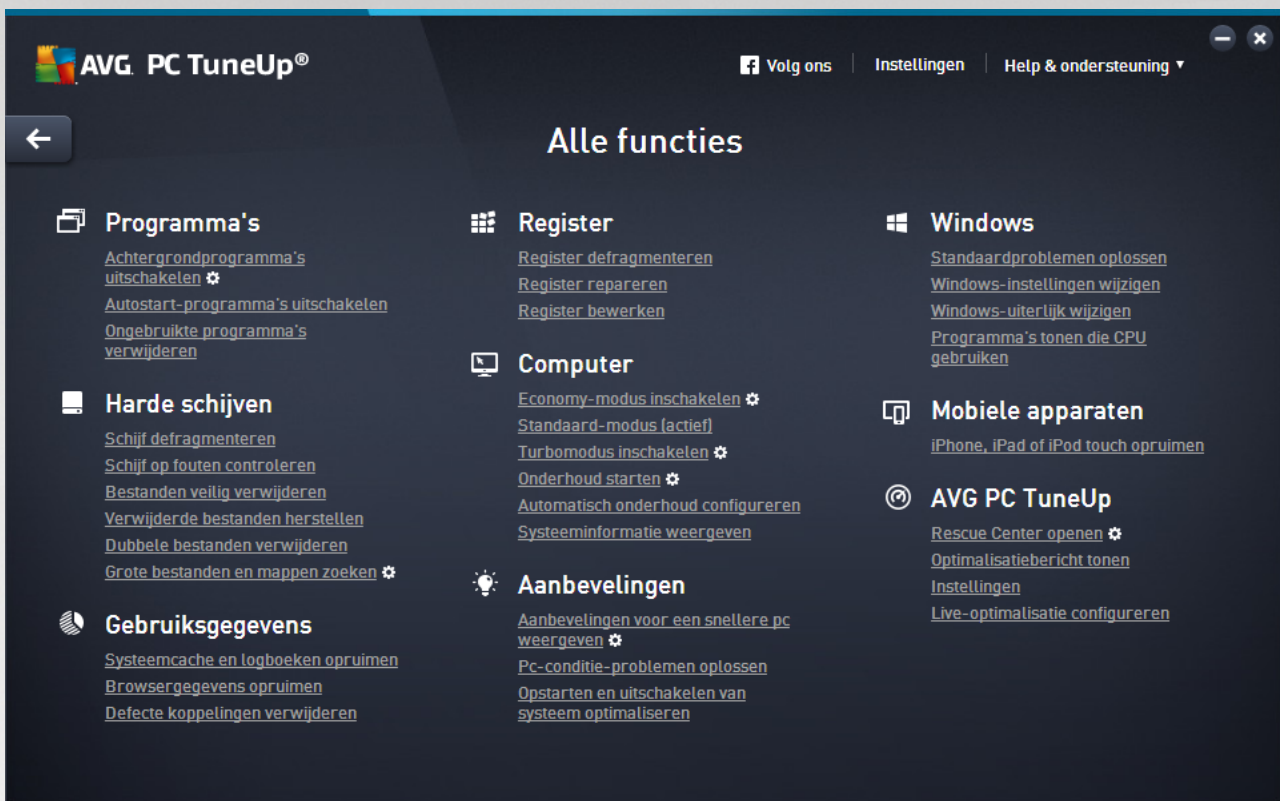 AVG PC TuneUp®
Volg ons
Instellingen
Help & ondersteuning
Alle functies
Programma's
Achtergrondprogramma's
uitschakelen
Autostart-programma's uitschakelen
Ongebruikte programma's
verwijderen
Harde schijven
Schijf defragmenteren
Schijf op fouten controleren
Bestanden veilig verwijderen
Verwijderde bestanden herstellen
Dubbele bestanden verwijderen
Grote bestanden en mappen zoeken
Gebruiksgegevens
Systeemcache en logboeken opruimen
Browsergegevens opruimen
Defecte koppelingen verwijderen
Register
Register defragmenteren
Register repareren
Register bewerken
Computer
Economy-modus inschakelen
Standaard-modus (actief)
Turbomodus inschakelen
Onderhoud starten
Automatisch onderhoud configureren
Systeeminformatie weergeven
Aanbevelingen
Aanbevelingen voor een snellere pc
weergeven
Pc-conditie-problemen oplossen
Opstarten en uitschakelen van
systeem optimaliseren
Windows
Standaardproblemen oplossen
Windows-instellingen wijzigen
Windows-uiterlijk wijzigen
Programma's tonen die CPU
gebruiken
Mobiele apparaten
iPhone, iPad of iPod touch opruimen
AVG PC TuneUp
Rescue Center openen
Optimalisatiebericht tonen
Instellingen
Live-optimalisatie configureren